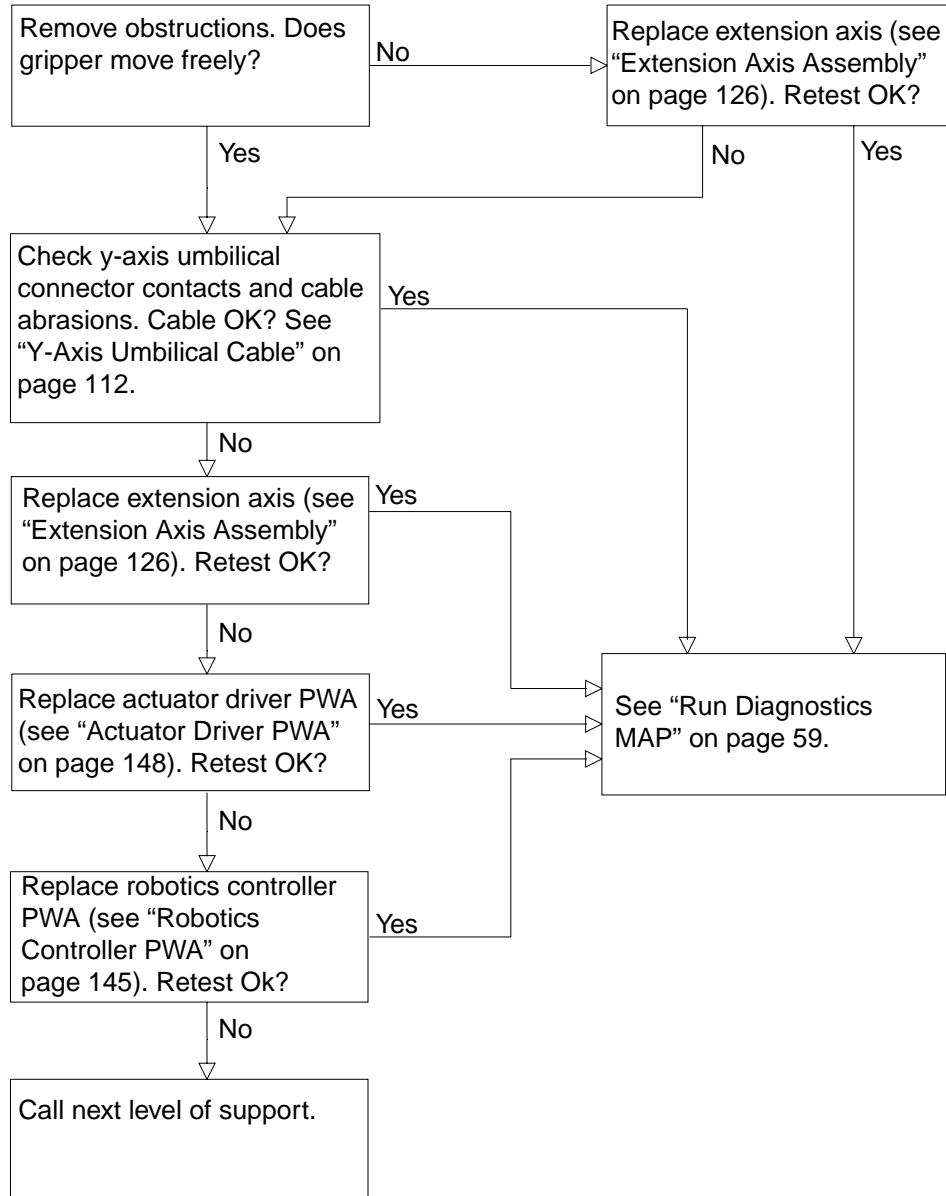 Remove obstructions. Does
gripper move freely?
No
Replace extension axis (see
“Extension Axis Assembly”
on page 126). Retest OK?
Yes
No
Yes
Check y-axis umbilical
connector contacts and cable
abrasions. Cable OK? See
“Y-Axis Umbilical Cable” on
page 112.
Yes
No
Replace extension axis (see
“Extension Axis Assembly”
on page 126). Retest OK?
Yes
No
Replace actuator driver PWA
(see “Actuator Driver PWA”
on page 148). Retest OK?
Yes
See “Run Diagnostics
MAP” on page 59.
No
Replace robotics controller
PWA (see “Robotics
Controller PWA” on
page 145). Retest Ok?
Yes
No
Call next level of support.